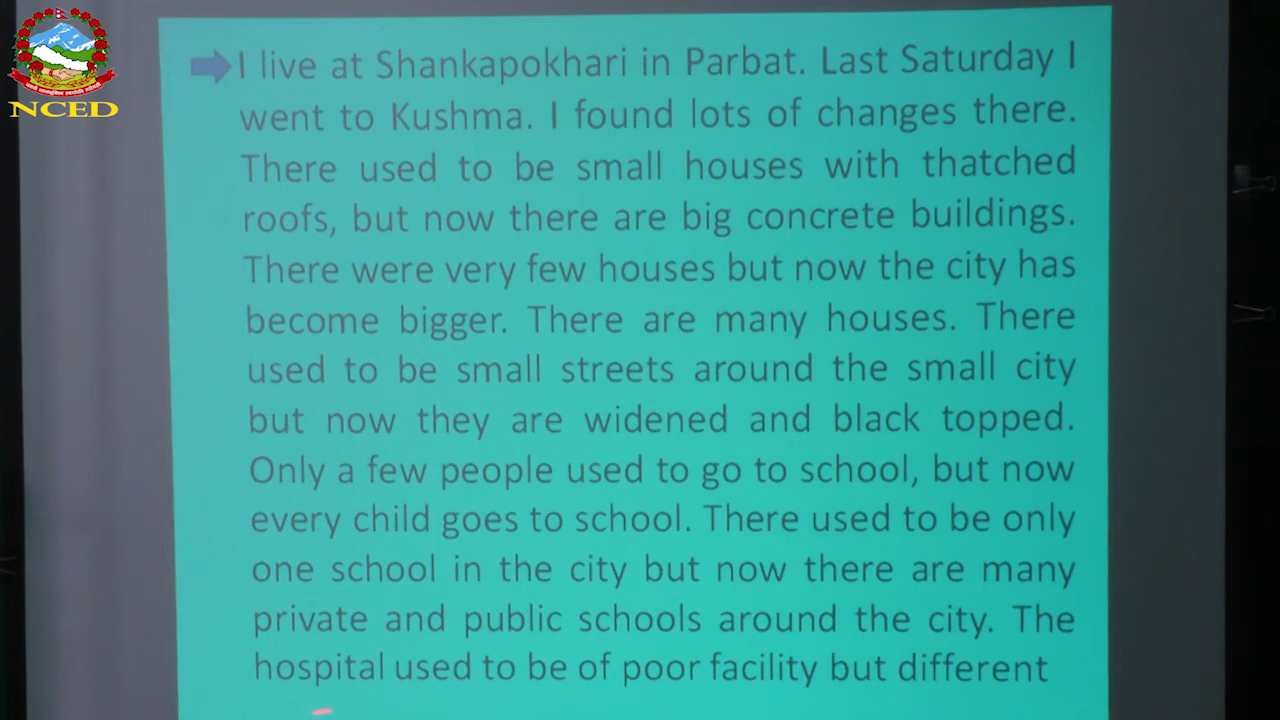 NCED
I live at Shankapokhari in Parbat. Last Saturday I
went to Kushma. I found lots of changes there.
There used to be small houses with thatched
roofs, but now there are big concrete buildings.
There were very few houses but now the city has
become bigger. There are many houses. There
used to be small streets around the small city
but now they are widened and black topped.
Only a few people used to go to school, but now
every child goes to school. There used to be only
one school in the city but now there are many
private and public schools around the city. The
hospital used to be of poor facility but different